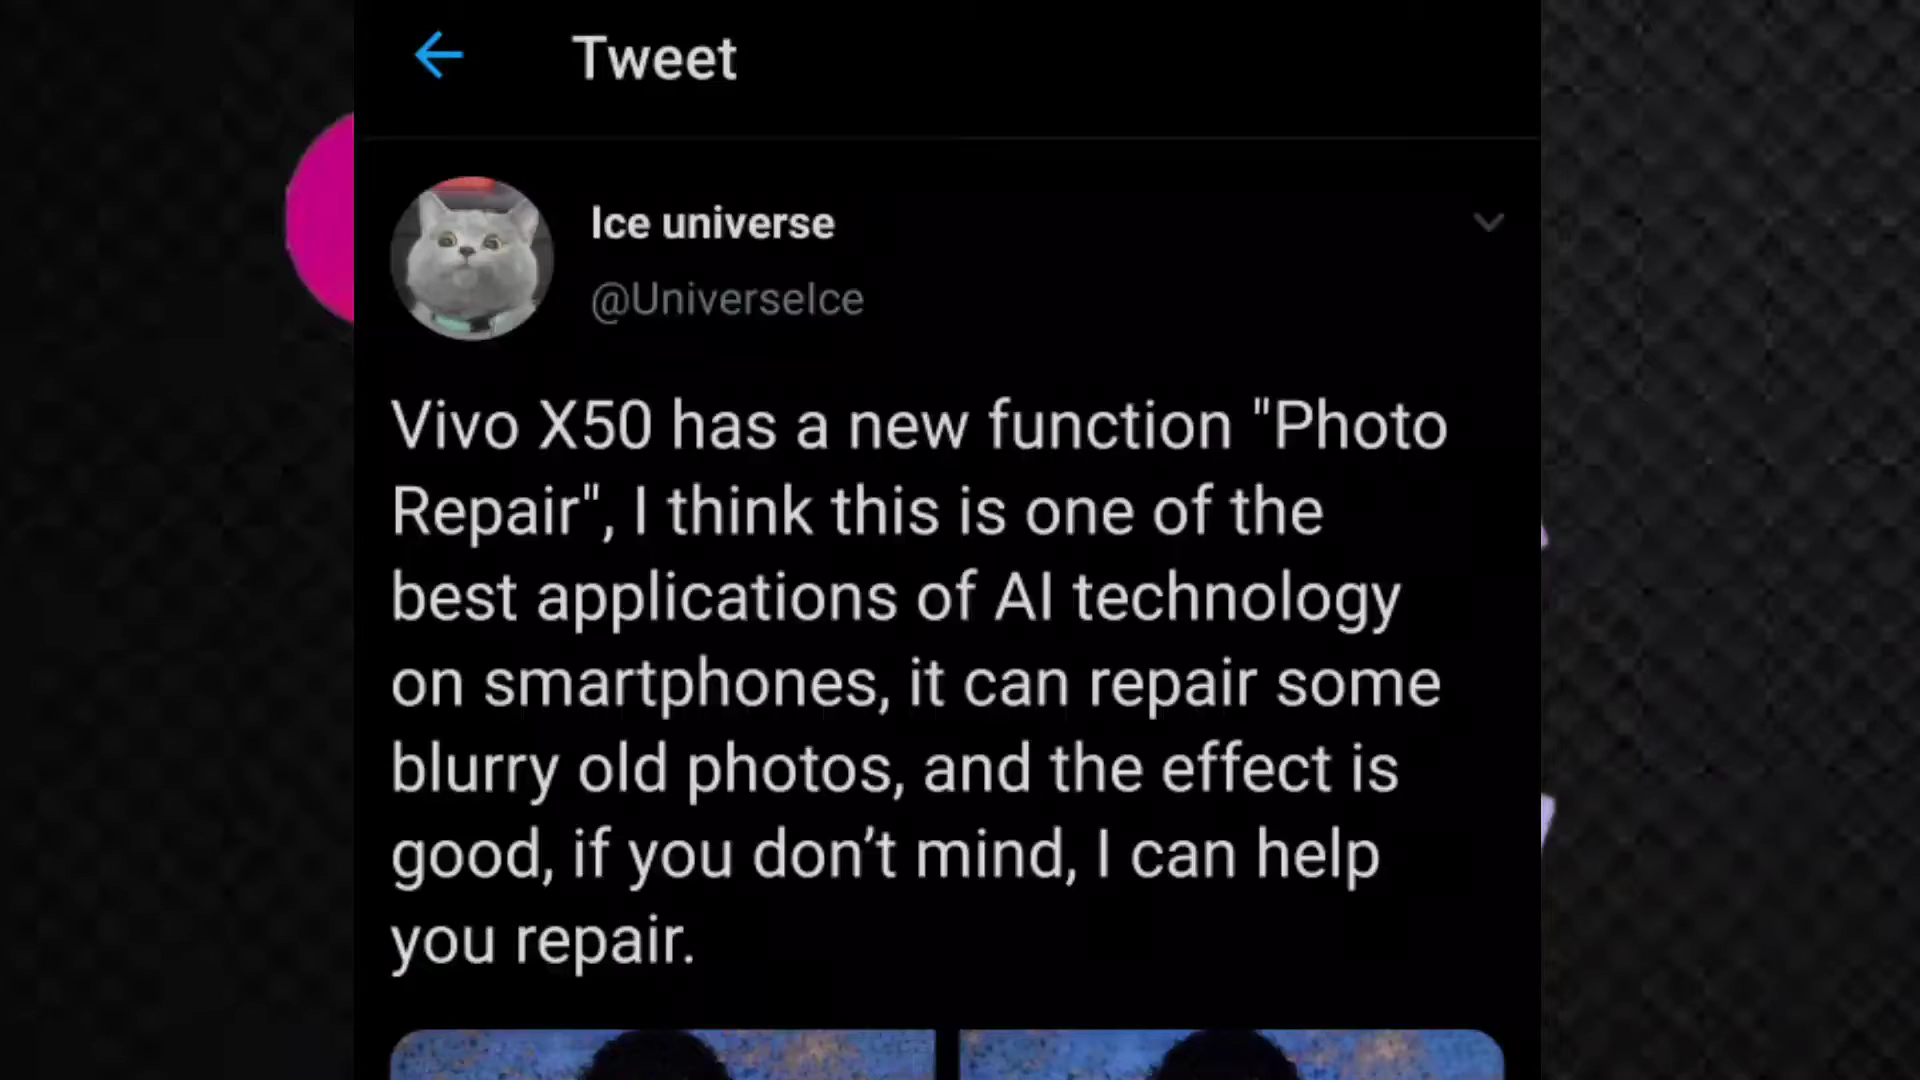 Tweet
Ice universe
@UniverseIce
Vivo X50 has a new function "Photo
Repair", I think this is one of the
best applications of AI technology
on smartphones, it can repair some
blurry old photos, and the effect is
good, if you don’t mind, I can help
you repair.